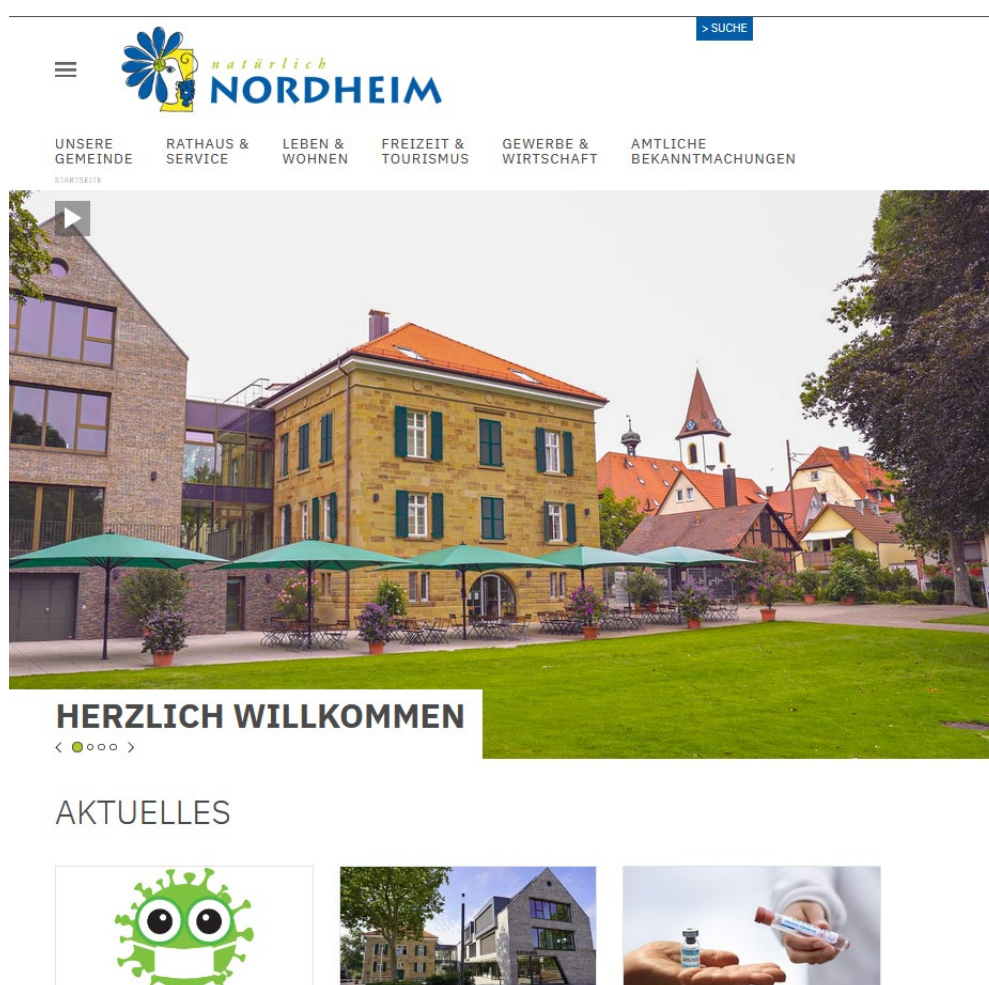 > SUCHE
natürlich
NORDHEIM
UNSERE GEMEINDE
RATHAUS & SERVICE
LEBEN & WOHNEN
FREIZEIT & TOURISMUS
GEWERBE & WIRTSCHAFT
AMTLICHE BEKANNTMACHUNGEN
STARTSEITE
HERZLICH WILLKOMMEN
AKTUELLES